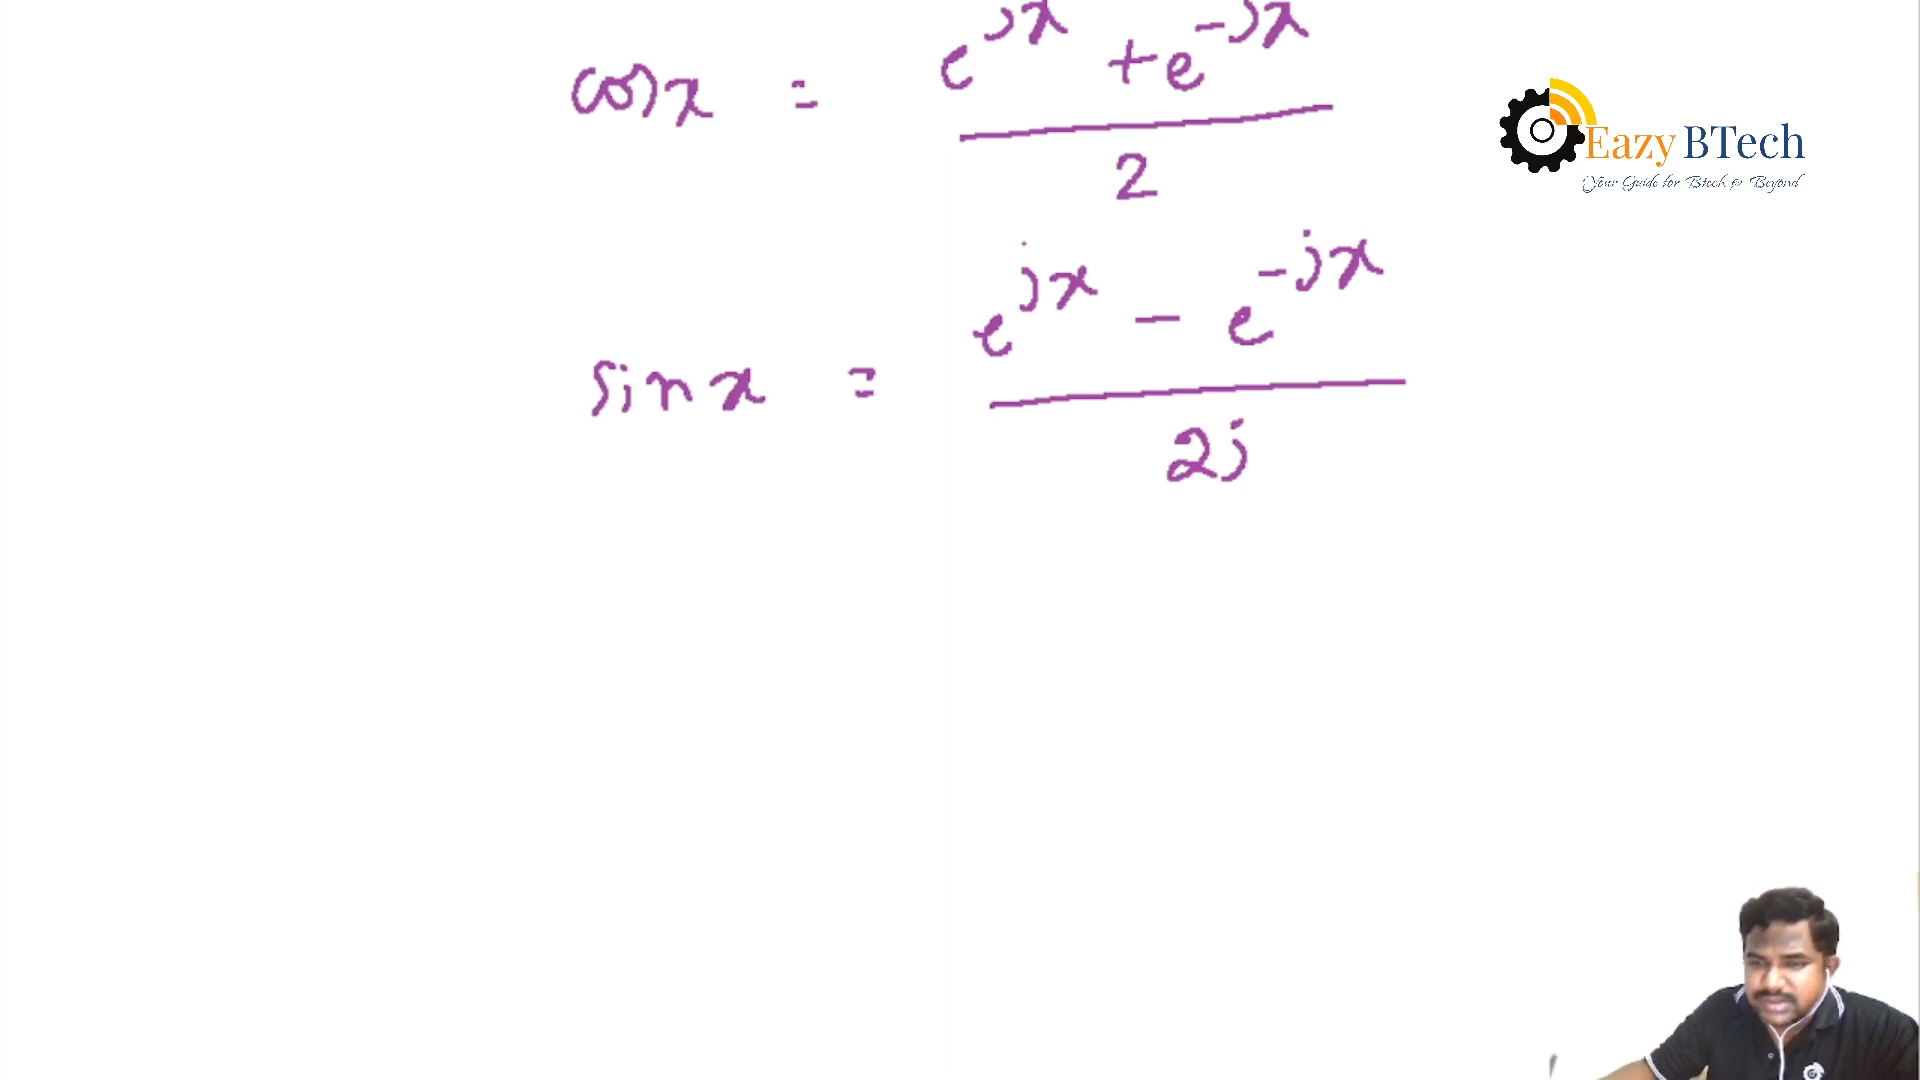 cos x = (e^{jx} + e^{-jx}) / 2
Eazy BTech
Your Guide for Btech & Beyond
sin x = (e^{jx} - e^{-jx}) / 2j